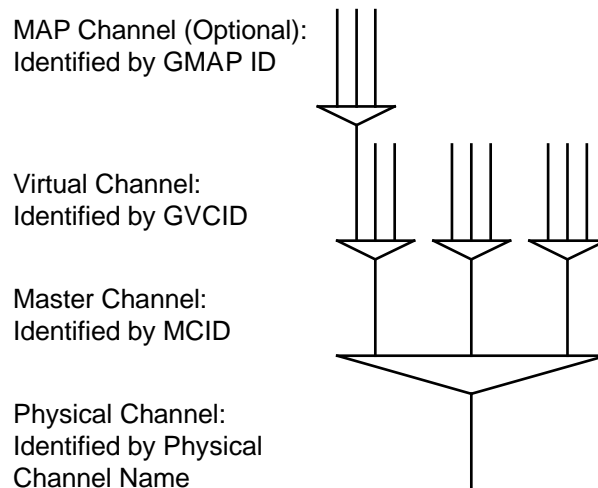 MAP Channel (Optional):
Identified by GMAP ID
Virtual Channel:
Identified by GVCID
Master Channel:
Identified by MCID
Physical Channel:
Identified by Physical
Channel Name